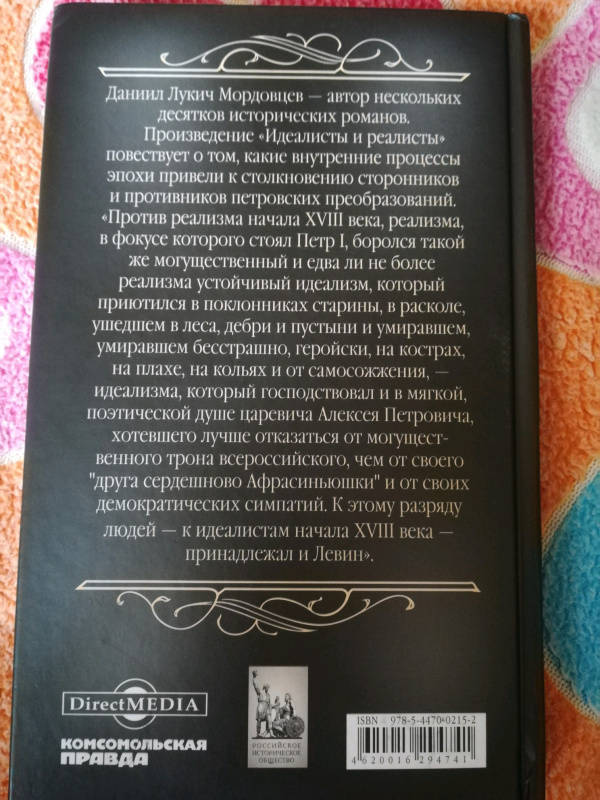 Даниил Лукич Мордовцев — автор нескольких
десятков исторических романов.
Произведение «Идеалисты и реалисты»
повествует о том, какие внутренние процессы
эпохи привели к столкновению сторонников
и противников петровских преобразований.
«Против реализма начала XVIII века, реализма,
в фокусе которого стоял Петр I, боролся такой
же могущественный и едва ли не более
реализма устойчивый идеализм, который
приютился в поклонниках старины, в расколе,
ушедшем в леса, дебри и пустыни и умиравшем,
умиравшем бесстрашно, геройски, на кострах,
на плахе, на кольях и от самосожжения, —
идеализма, который господствовал и в мягкой,
поэтической душе царевича Алексея Петровича,
хотевшего лучше отказаться от могущест-
венного трона всероссийского, чем от своего
"друга сердешново Афрасиньюшки" и от своих
демократических симпатий. К этому разряду
людей — к идеалистам начала XVIII века —
принадлежал и Левин».
DirectMEDIA
КОМСОМОЛЬСКАЯ
ПРАВДА
РОССИЙСКОЕ
ИСТОРИЧЕСКОЕ
ОБЩЕСТВО
ISBN 978-5-4470-0215-2
4 620016 294741